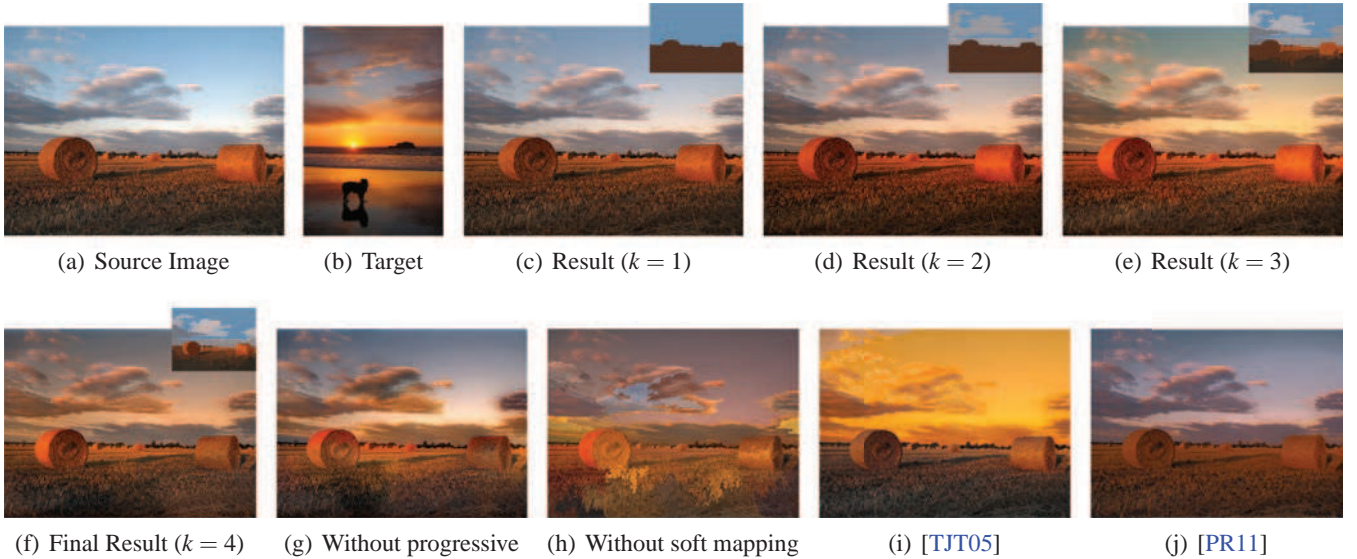 (a) Source Image
(b) Target
(c) Result (k = 1)
(d) Result (k = 2)
(e) Result (k = 3)
(f) Final Result (k = 4)
(g) Without progressive
(h) Without soft mapping
(i) [TJT05]
(j) [PR11]